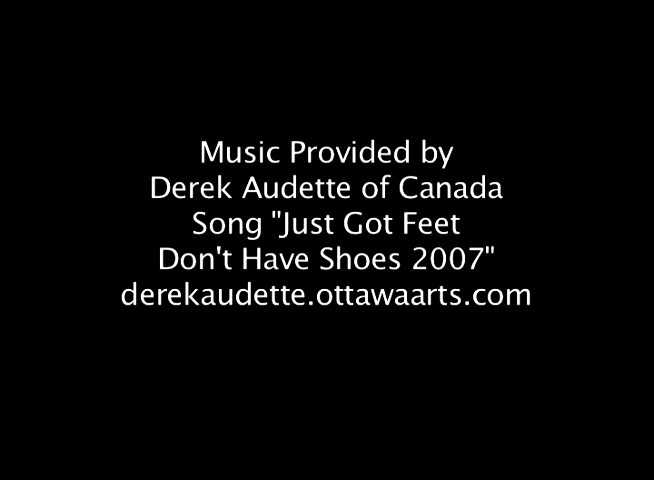 Music Provided by
Derek Audette of Canada
Song "Just Got Feet
Don't Have Shoes 2007"
derekaudette.ottawaarts.com